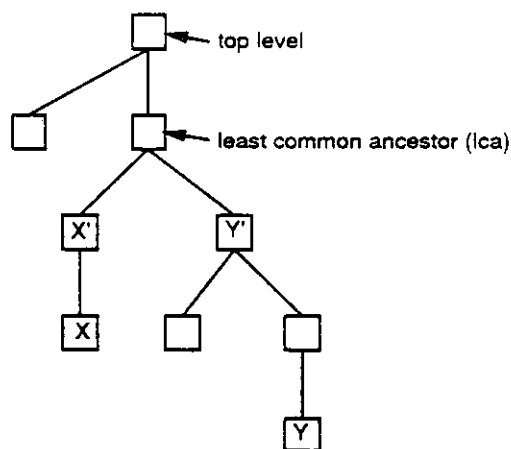 top level
least common ancestor (lca)
X'
Y'
X
Y